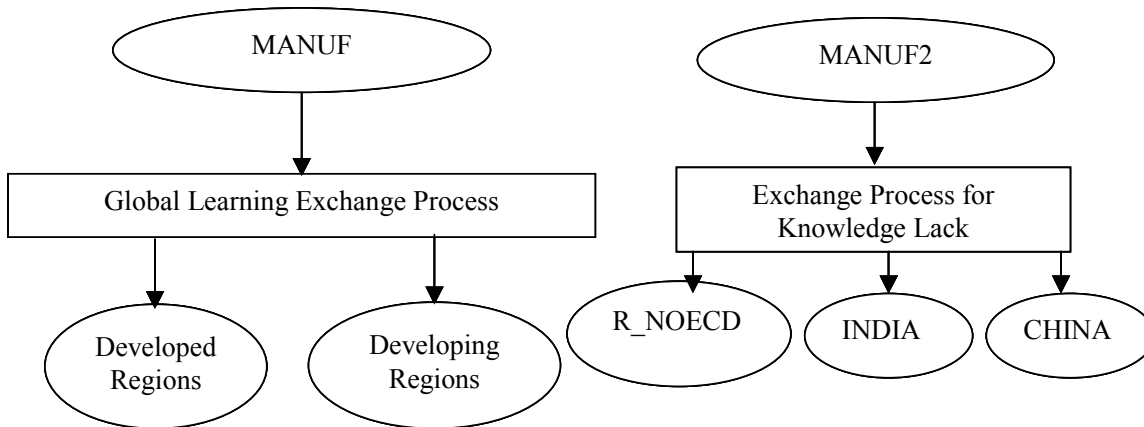 MANUF
Global Learning Exchange Process
Developed
Regions
Developing
Regions
MANUF2
Exchange Process for
Knowledge Lack
R_NOECD
INDIA
CHINA